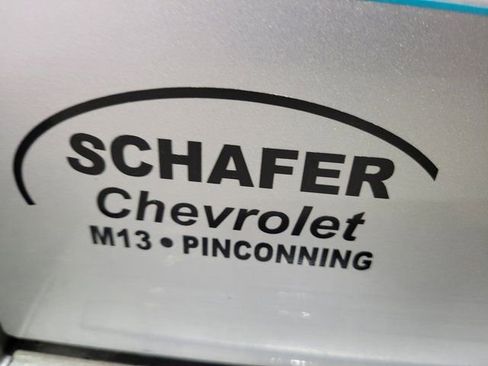 SCHAFER
Chevrolet
M13 • PINCONNING